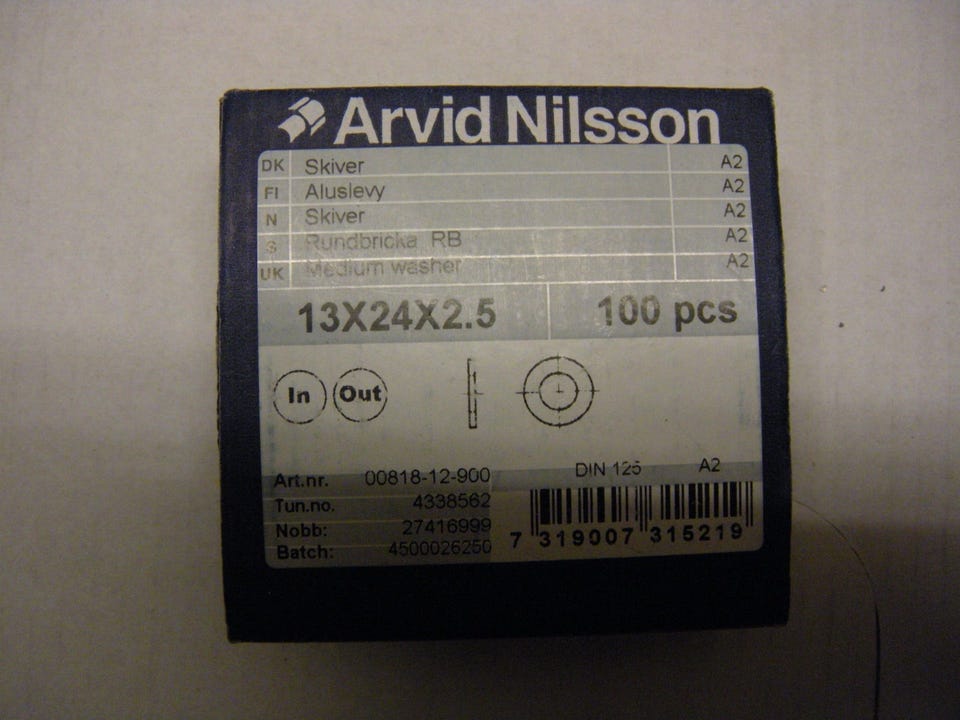 Arvid Nilsson
DK Skiver A2
FI Aluslevy A2
N Skiver A2
S Rundbricka RB A2
UK Medium washer A2
13X24X2.5 100 pcs
In Out
Art.nr. 00818-12-900 DIN 125 A2
Tun.no. 4338562
Nobb: 27416999
Batch: 4500026250
7 319007 315219